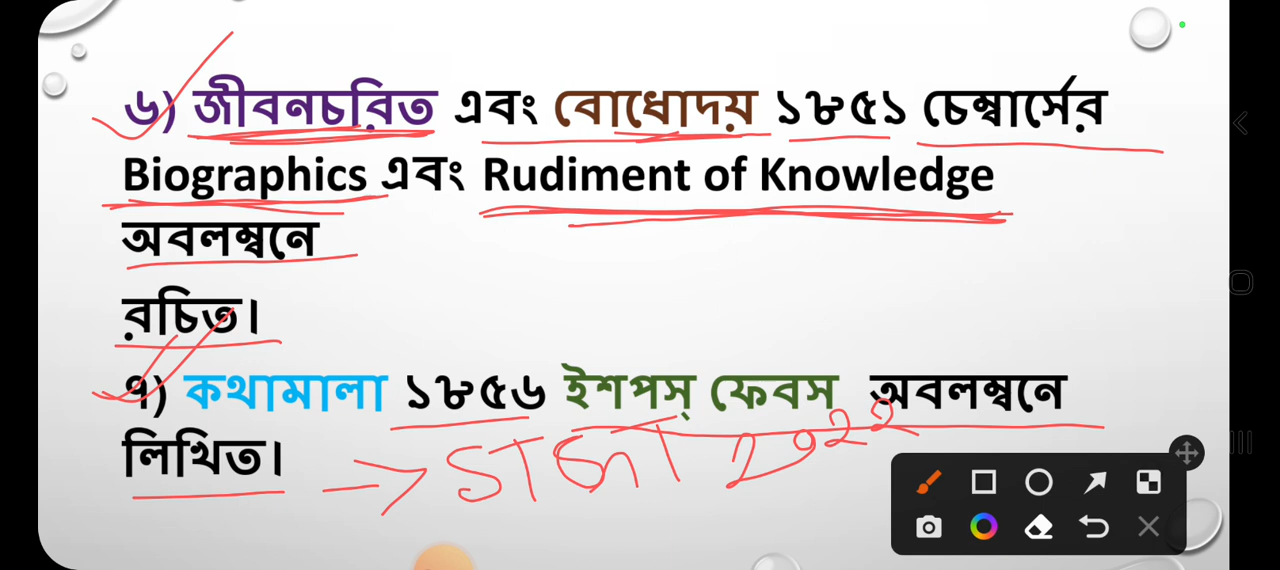 ৬) জীবনচরিত এবং বোধোদয় ১৮৫১ চেম্বার্সের
Biographics এবং Rudiment of Knowledge
অবলম্বনে
রচিত।
৭) কথামালা ১৮৫৬ ইশপস্ ফেবস অবলম্বনে
লিখিত।
2022